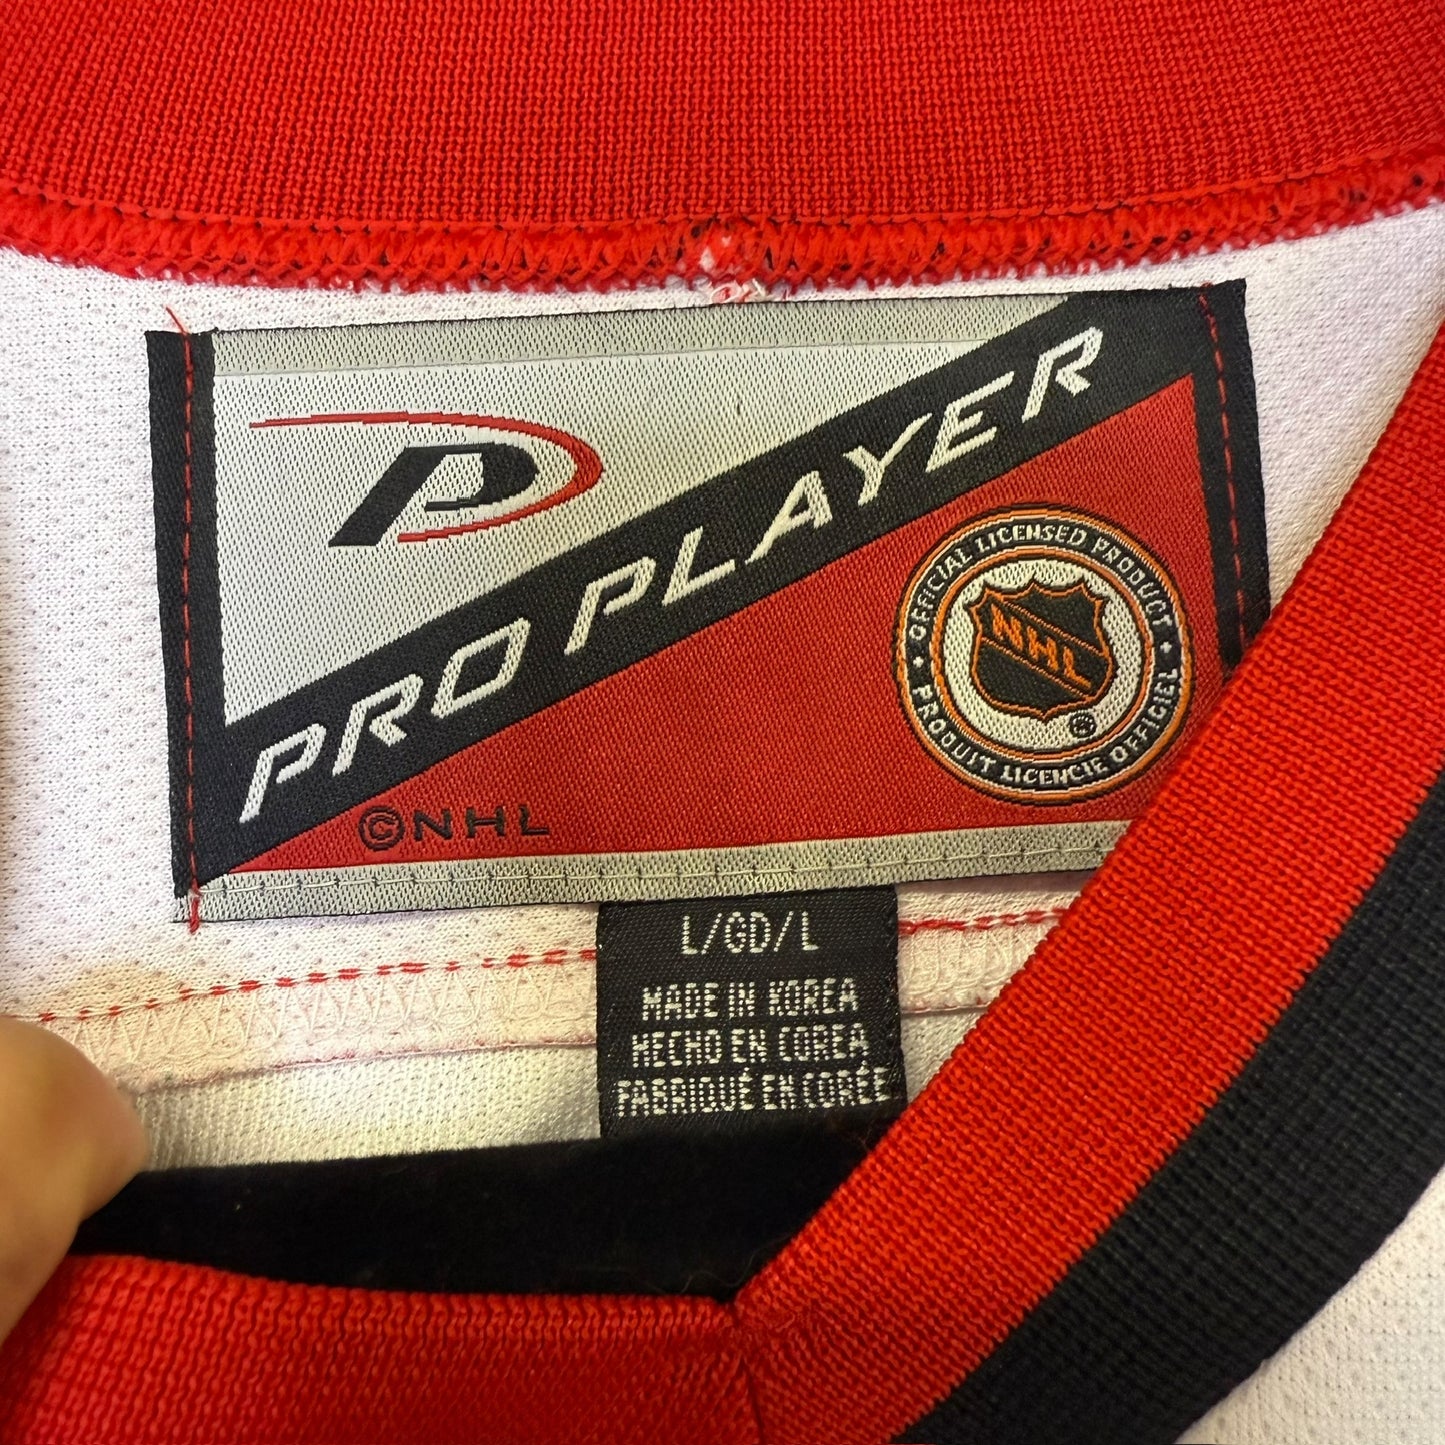 P
PRO PLAYER
OFFICIAL LICENSED PRODUCT
NHL
®
PRODUIT LICENCIE OFFICIEL
©NHL
L/GD/L
MADE IN KOREA
HECHO EN COREA
FABRIQUÉ EN CORÉE